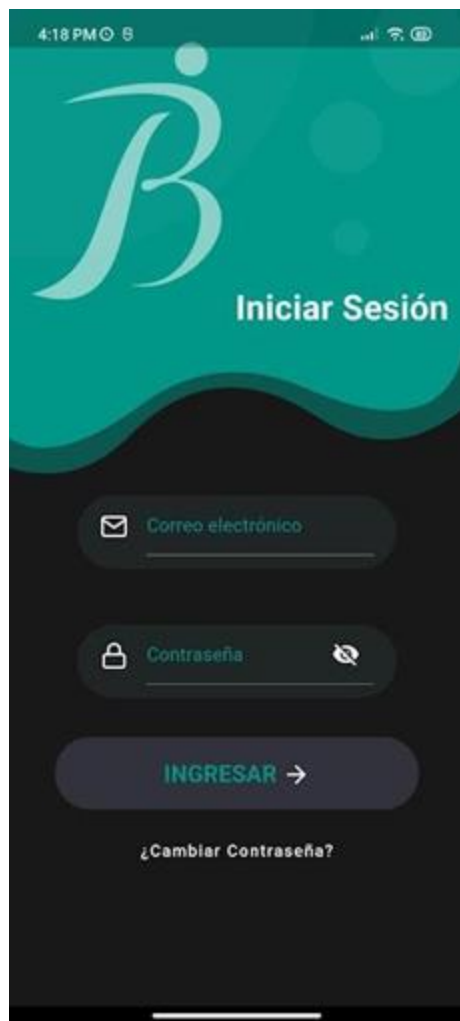 4:18 PM
B
Iniciar Sesión
Correo electrónico
Contraseña
INGRESAR →
¿Cambiar Contraseña?